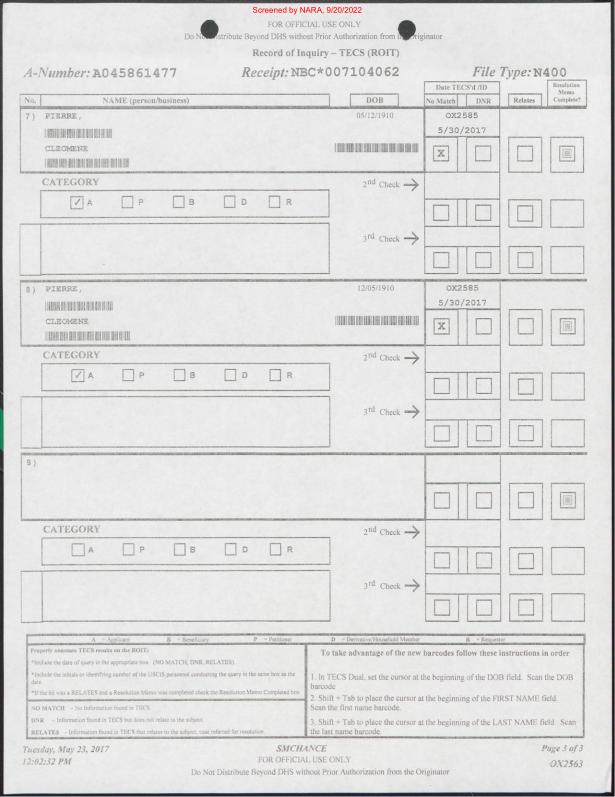 Screened by NARA, 9/20/2022
FOR OFFICIAL USE ONLY
Do Not Distribute Beyond DHS without Prior Authorization from the Originator
Record of Inquiry – TECS (ROIT)
A-Number: A045861477 Receipt: NBC*007104062 File Type: N400
Date TECS'd /ID
Resolution Memo Complete?
No. NAME (person/business) DOB No Match DNR Relates
7) PIERRE, 05/12/1910 OX2585
5/30/2017
CLEOMENE X
CATEGORY 2nd Check →
✓ A P B D R
3rd Check →
8) PIERRE, 12/05/1910 OX2585
5/30/2017
CLEOMENE X
CATEGORY 2nd Check →
✓ A P B D R
3rd Check →
9)
CATEGORY 2nd Check →
A P B D R
3rd Check →
A - Applicant B - Beneficiary P - Petitioner D - Derivative/Household Member R - Requester
Properly annotate TECS results on the ROIT:
*Include the date of query in the appropriate box (NO MATCH, DNR, RELATES).
*Include the initials or identifying number of the USCIS personnel conducting the query in the same box as the date.
*If the hit was a RELATES and a Resolution Memo was completed check the Resolution Memo Completed box
NO MATCH - No Information found in TECS
DNR - Information found in TECS but does not relate to the subject.
RELATES - Information found in TECS that relates to the subject, case referred for resolution.
To take advantage of the new barcodes follow these instructions in order
1. In TECS Dual, set the cursor at the beginning of the DOB field. Scan the DOB
barcode
2. Shift + Tab to place the cursor at the beginning of the FIRST NAME field.
Scan the first name barcode.
3. Shift + Tab to place the cursor at the beginning of the LAST NAME field. Scan
the last name barcode.
Tuesday, May 23, 2017 SMCHANCE Page 3 of 3
12:02:32 PM FOR OFFICIAL USE ONLY OX2563
Do Not Distribute Beyond DHS without Prior Authorization from the Originator